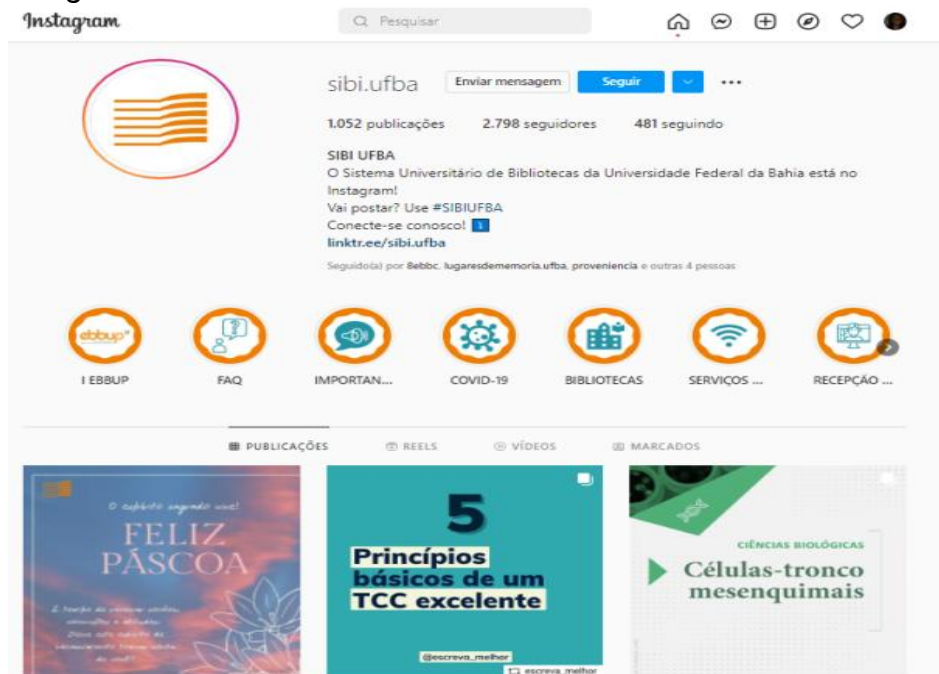 Instagram
Pesquisar
sibi.ufba Enviar mensagem Seguir
1.052 publicações 2.798 seguidores 481 seguindo
SIBI UFBA
O Sistema Universitário de Bibliotecas da Universidade Federal da Bahia está no
Instagram!
Vai postar? Use #SIBIUFBA
Conecte-se conosco!
linktr.ee/sibi.ufba
Seguido(a) por 8ebbc, lugaresdememoria.ufba, proveniencia e outras 4 pessoas
ebbup
I EBBUP FAQ IMPORTAN... COVID-19 BIBLIOTECAS SERVIÇOS ... RECEPÇÃO ...
PUBLICAÇÕES REELS VÍDEOS MARCADOS
FELIZ
PÁSCOA
5
Princípios
básicos de um
TCC excelente
@escreva_melhor
escreva_melhor
CIÊNCIAS BIOLÓGICAS
Células-tronco
mesenquimais